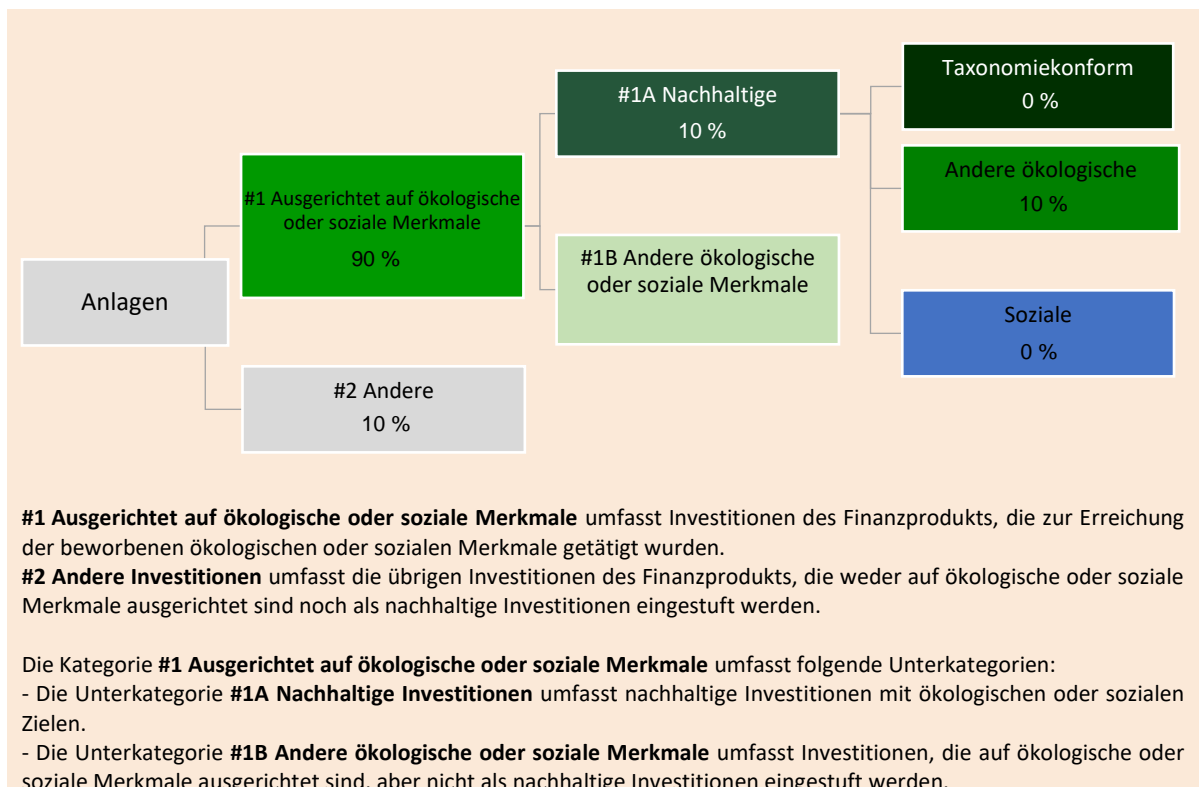 Anlagen
#1 Ausgerichtet auf ökologische
oder soziale Merkmale
90 %
#2 Andere
10 %
#1A Nachhaltige
10 %
#1B Andere ökologische
oder soziale Merkmale
Taxonomiekonform
0 %
Andere ökologische
10 %
Soziale
0 %
#1 Ausgerichtet auf ökologische oder soziale Merkmale umfasst Investitionen des Finanzprodukts, die zur Erreichung
der beworbenen ökologischen oder sozialen Merkmale getätigt wurden.
#2 Andere Investitionen umfasst die übrigen Investitionen des Finanzprodukts, die weder auf ökologische oder soziale
Merkmale ausgerichtet sind noch als nachhaltige Investitionen eingestuft werden.
Die Kategorie #1 Ausgerichtet auf ökologische oder soziale Merkmale umfasst folgende Unterkategorien:
- Die Unterkategorie #1A Nachhaltige Investitionen umfasst nachhaltige Investitionen mit ökologischen oder sozialen
Zielen.
- Die Unterkategorie #1B Andere ökologische oder soziale Merkmale umfasst Investitionen, die auf ökologische oder
soziale Merkmale ausgerichtet sind, aber nicht als nachhaltige Investitionen eingestuft werden.